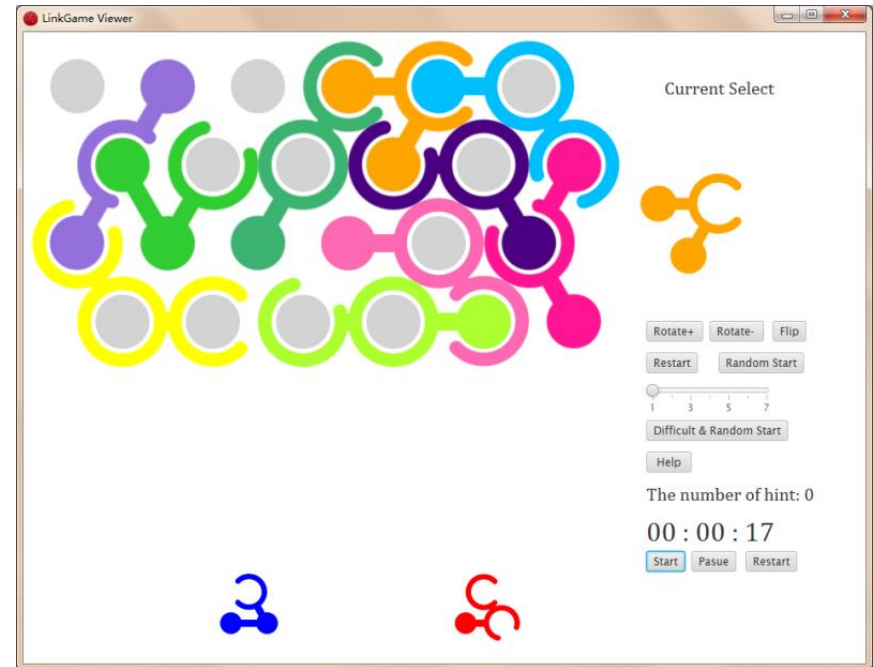 LinkGame Viewer
Current Select
Rotate+ Rotate- Flip
Restart Random Start
1 3 5 7
Difficult & Random Start
Help
The number of hint: 0
00 : 00 : 17
Start Pasue Restart